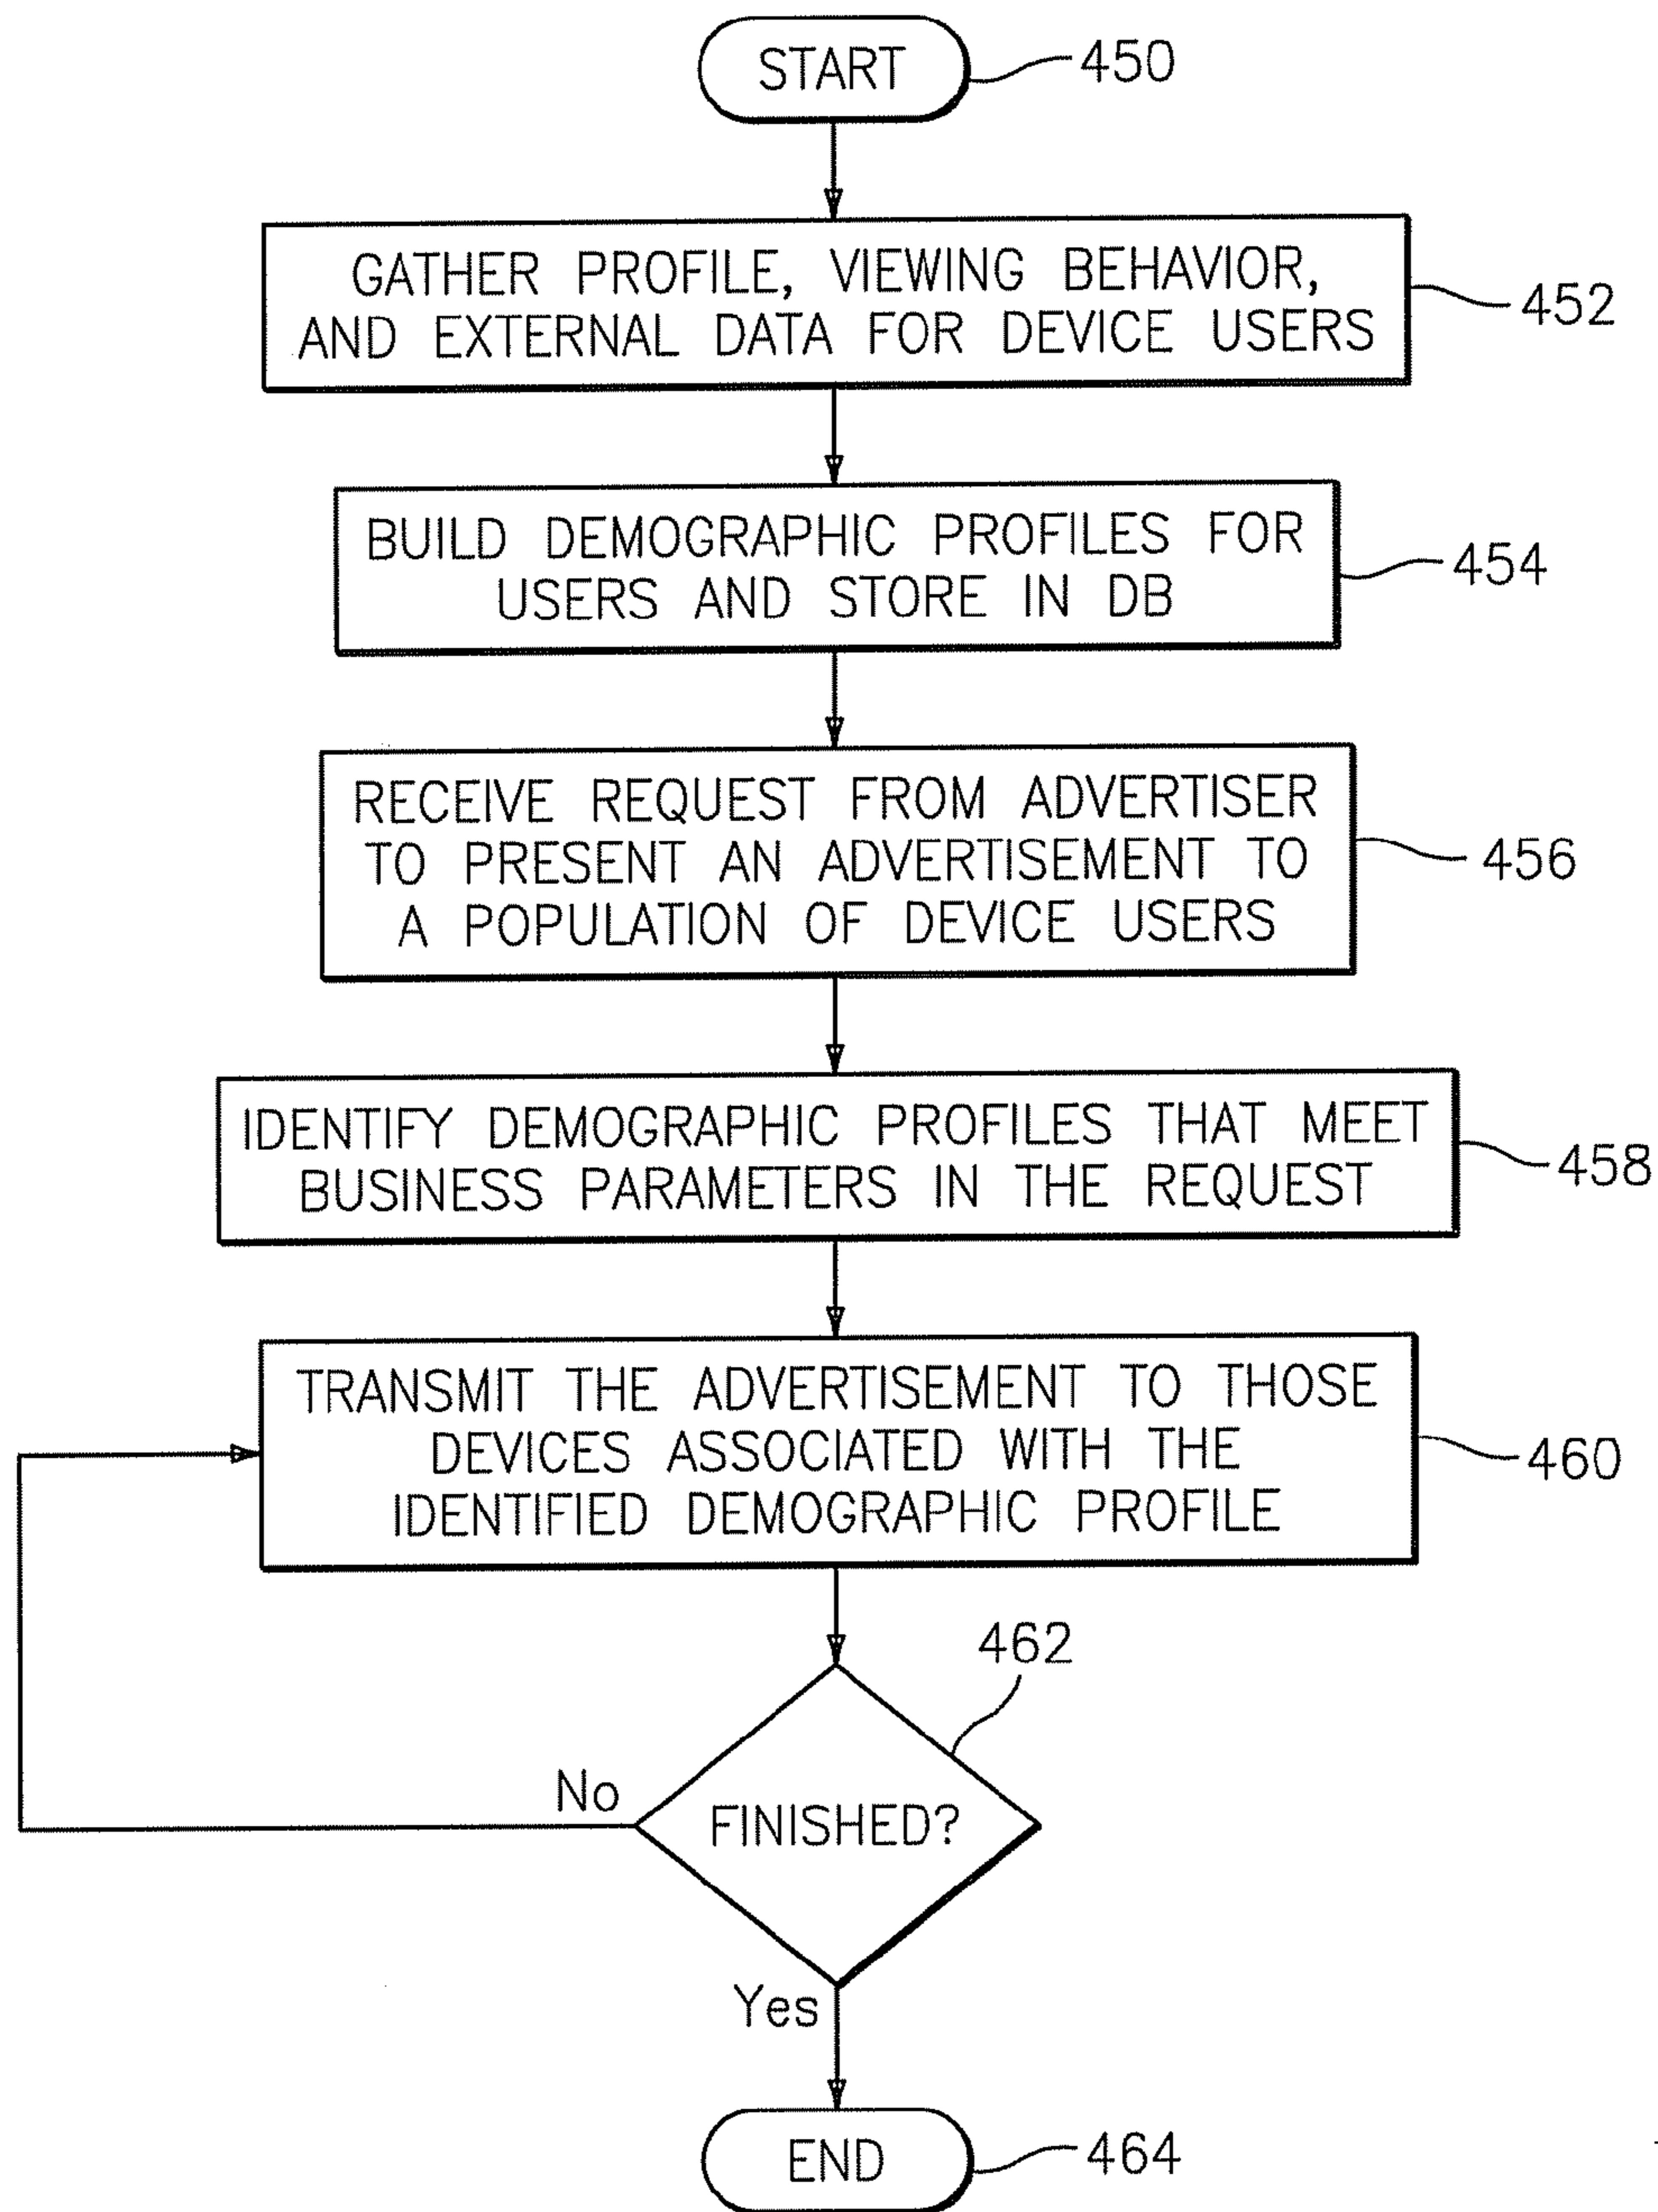 START
450
GATHER PROFILE, VIEWING BEHAVIOR,
AND EXTERNAL DATA FOR DEVICE USERS
452
BUILD DEMOGRAPHIC PROFILES FOR
USERS AND STORE IN DB
454
RECEIVE REQUEST FROM ADVERTISER
TO PRESENT AN ADVERTISEMENT TO
A POPULATION OF DEVICE USERS
456
IDENTIFY DEMOGRAPHIC PROFILES THAT MEET
BUSINESS PARAMETERS IN THE REQUEST
458
TRANSMIT THE ADVERTISEMENT TO THOSE
DEVICES ASSOCIATED WITH THE
IDENTIFIED DEMOGRAPHIC PROFILE
460
462
No
FINISHED?
Yes
END
464